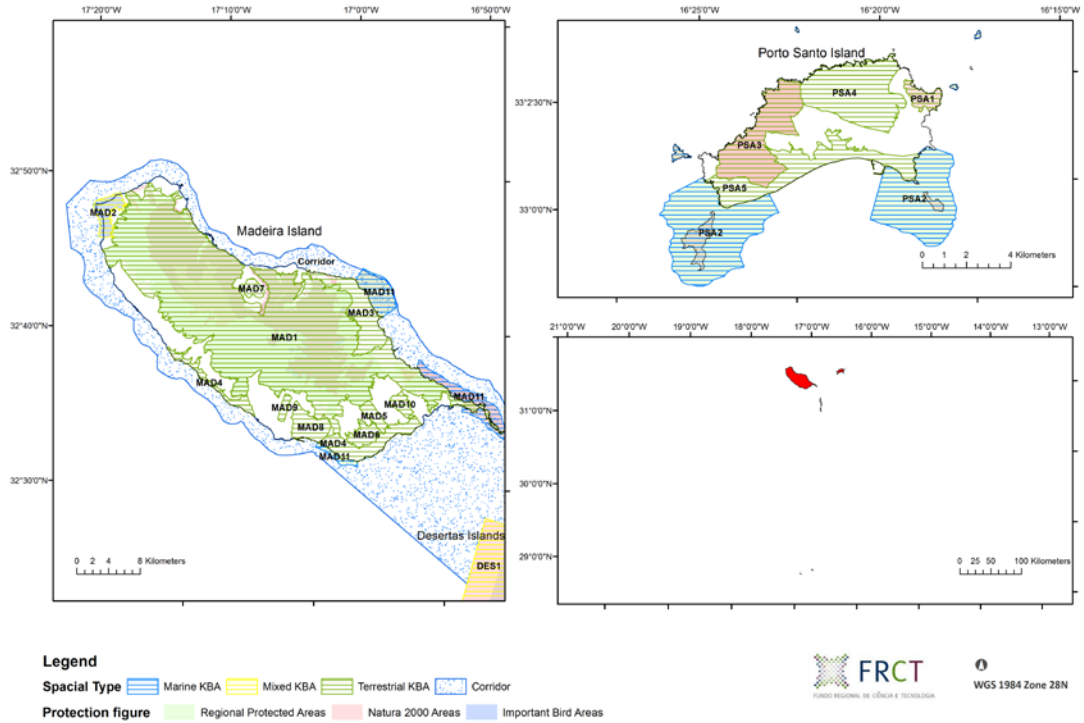 17°20'0"W 17°10'0"W 17°0'0"W 16°50'0"W
32°50'0"N
32°40'0"N
32°30'0"N
MAD2
Madeira Island
Corridor
MAD7
MAD11
MAD3
MAD1
MAD4
MAD11
MAD9
MAD10
MAD5
MAD8
MAD6
MAD4
MAD11
Desertas Islands
DES1
0 2 4 8 Kilometers
16°25'0"W 16°20'0"W 16°15'0"W
33°2'30"N
33°0'0"N
Porto Santo Island
PSA4
PSA1
PSA3
PSA5
PSA2
PSA2
0 1 2 4 Kilometers
21°0'0"W 20°0'0"W 19°0'0"W 18°0'0"W 17°0'0"W 16°0'0"W 15°0'0"W 14°0'0"W 13°0'0"W
31°0'0"N
30°0'0"N
29°0'0"N
0 25 50 100 Kilometers
Legend
Spacial Type Marine KBA Mixed KBA Terrestrial KBA Corridor
Protection figure Regional Protected Areas Natura 2000 Areas Important Bird Areas
FRCT
FUNDO REGIONAL DE CIÊNCIA E TECNOLOGIA
WGS 1984 Zone 28N